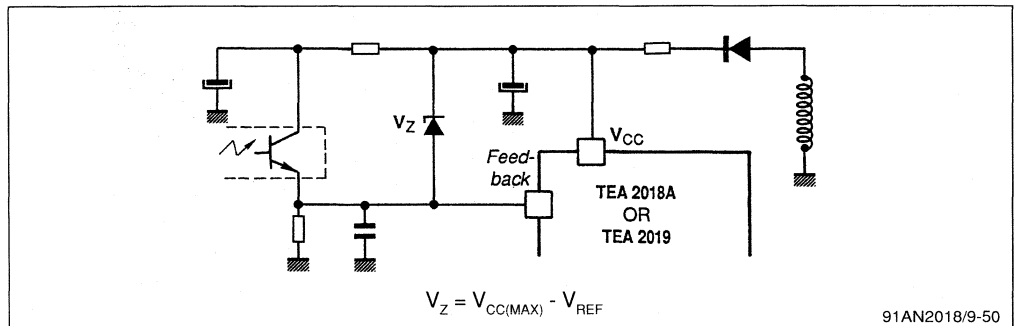 V_Z
V_CC
Feed-
back
TEA 2018A
OR
TEA 2019
V_Z = V_CC(MAX) - V_REF
91AN2018/9-50